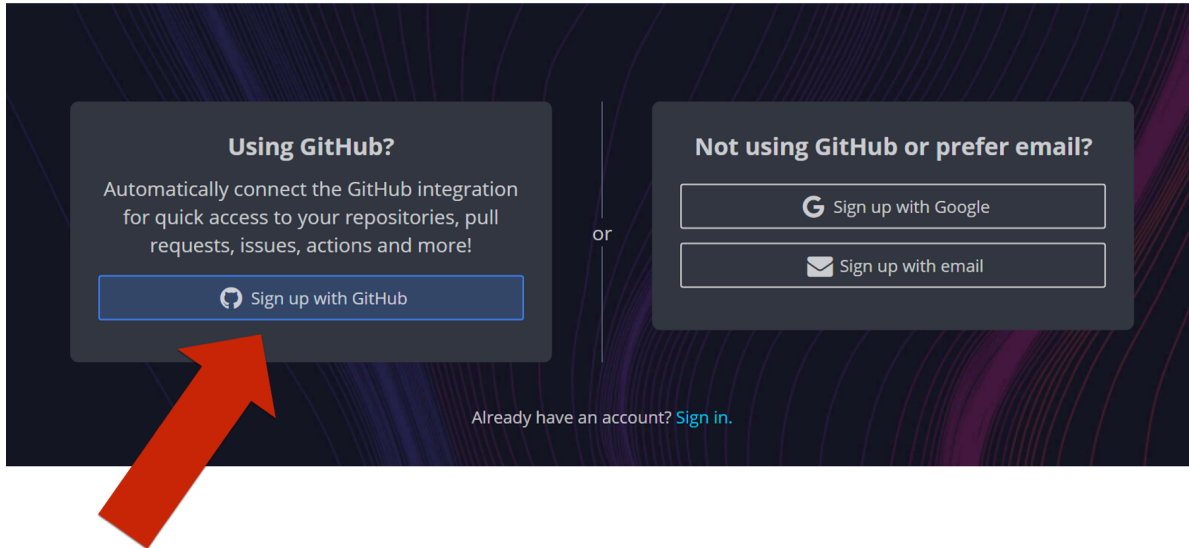 Using GitHub?
Automatically connect the GitHub integration
for quick access to your repositories, pull
requests, issues, actions and more!
Sign up with GitHub
or
Not using GitHub or prefer email?
Sign up with Google
Sign up with email
Already have an account? Sign in.